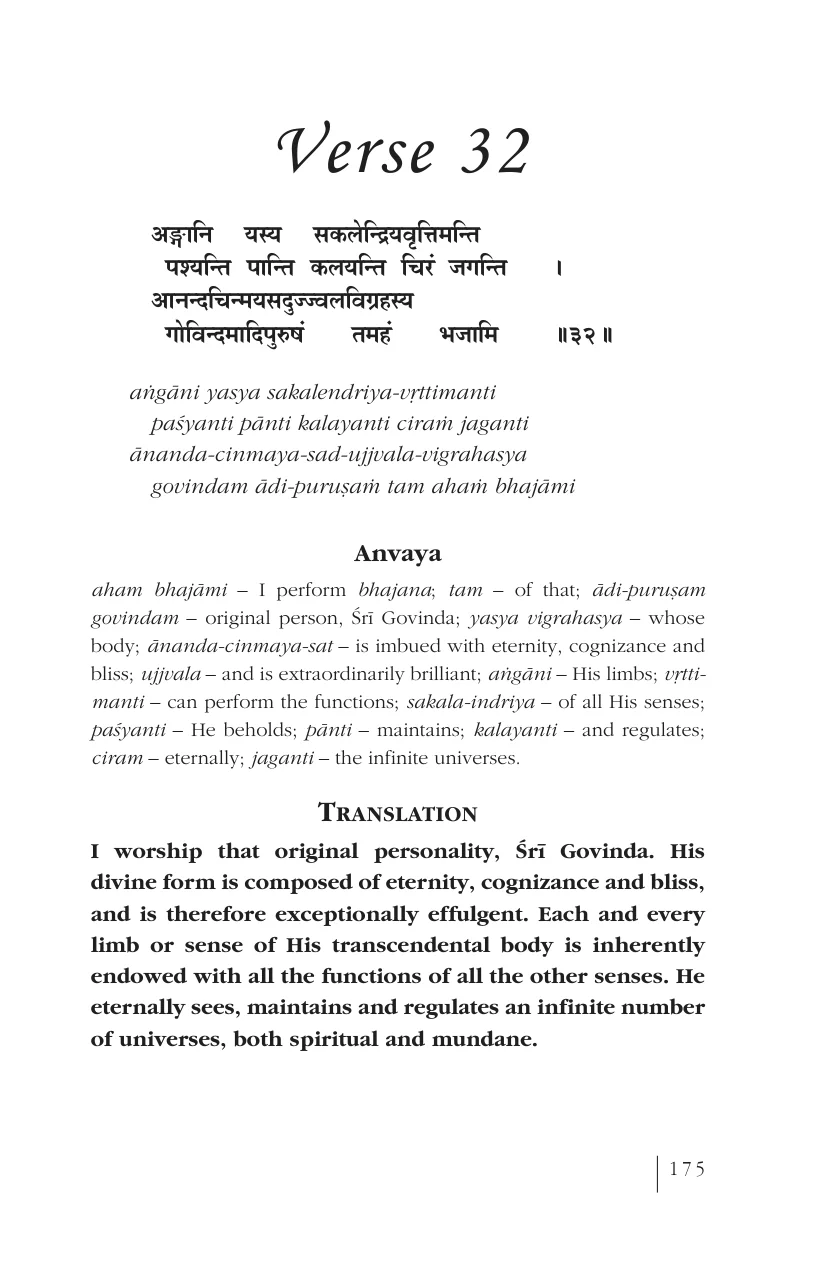 Verse 32
अङ्गानि यस्य सकलेन्द्रियवृत्तिमन्ति
पश्यन्ति पान्ति कलयन्ति चिरं जगन्ति ।
आनन्दचिन्मयसदुज्ज्वलविग्रहस्य
गोविन्दमादिपुरुषं तमहं भजामि ॥३२॥
aṅgāni yasya sakalendriya-vṛttimanti
paśyanti pānti kalayanti ciraṁ jaganti
ānanda-cinmaya-sad-ujjvala-vigrahasya
govindam ādi-puruṣaṁ tam ahaṁ bhajāmi
Anvaya
aham bhajāmi – I perform bhajana; tam – of that; ādi-puruṣam
govindam – original person, Śrī Govinda; yasya vigrahasya – whose
body; ānanda-cinmaya-sat – is imbued with eternity, cognizance and
bliss; ujjvala – and is extraordinarily brilliant; aṅgāni – His limbs; vṛtti-
manti – can perform the functions; sakala-indriya – of all His senses;
paśyanti – He beholds; pānti – maintains; kalayanti – and regulates;
ciram – eternally; jaganti – the infinite universes.
TRANSLATION
I worship that original personality, Śrī Govinda. His
divine form is composed of eternity, cognizance and bliss,
and is therefore exceptionally effulgent. Each and every
limb or sense of His transcendental body is inherently
endowed with all the functions of all the other senses. He
eternally sees, maintains and regulates an infinite number
of universes, both spiritual and mundane.
175